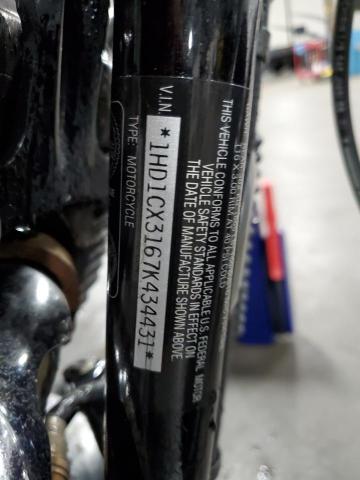 THIS VEHICLE CONFORMS TO ALL APPLICABLE U.S. FEDERAL MOTOR
VEHICLE SAFETY STANDARDS IN EFFECT ON
THE DATE OF MANUFACTURE SHOWN ABOVE
V.I.N.
*1HD1CX3167K434431*
TYPE: MOTORCYCLE